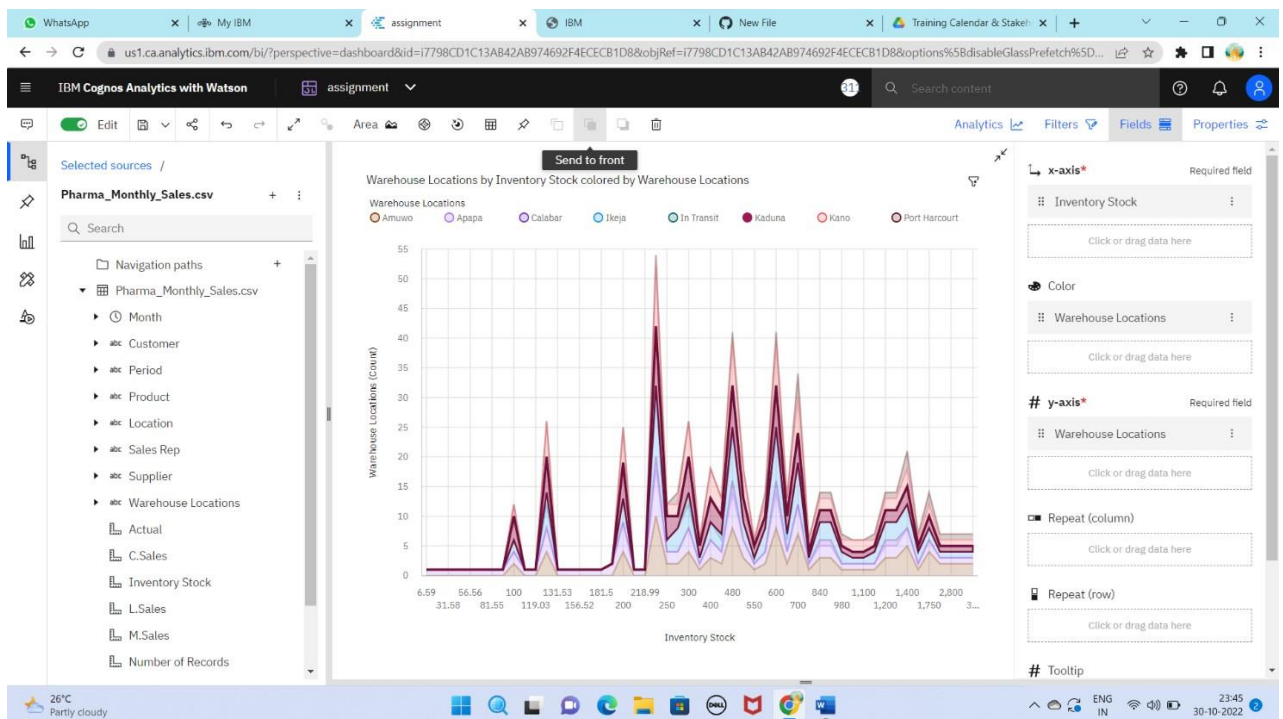 WhatsApp
My IBM
assignment
IBM
New File
Training Calendar & Stakeh
us1.ca.analytics.ibm.com/bi/?perspective=dashboard&id=i7798CD1C13AB42AB974692F4ECECB1D8&objRef=i7798CD1C13AB42AB974692F4ECECB1D8&options%5BdisableGlassPrefetch%5D...
IBM Cognos Analytics with Watson
assignment
Search content
Edit
Area
Analytics
Filters
Fields
Properties
Send to front
Selected sources /
Pharma_Monthly_Sales.csv
Search
Navigation paths
Pharma_Monthly_Sales.csv
Month
abc Customer
abc Period
abc Product
abc Location
abc Sales Rep
abc Supplier
abc Warehouse Locations
Actual
C.Sales
Inventory Stock
L.Sales
M.Sales
Number of Records
Warehouse Locations by Inventory Stock colored by Warehouse Locations
Warehouse Locations
Amuwo Apapa Calabar Ikeja In Transit Kaduna Kano Port Harcourt
Warehouse Locations (Count)
55
50
45
40
35
30
25
20
15
10
5
0
6.59 56.56 100 131.53 181.5 218.99 300 480 600 840 1,100 1,400 2,800
31.58 81.55 119.03 156.52 200 250 400 550 700 980 1,200 1,750 3...
Inventory Stock
x-axis* Required field
Inventory Stock
Click or drag data here
Color
Warehouse Locations
Click or drag data here
# y-axis* Required field
Warehouse Locations
Click or drag data here
Repeat (column)
Click or drag data here
Repeat (row)
Click or drag data here
# Tooltip
26°C
Partly cloudy
DELL
ENG
IN
23:45
30-10-2022
2